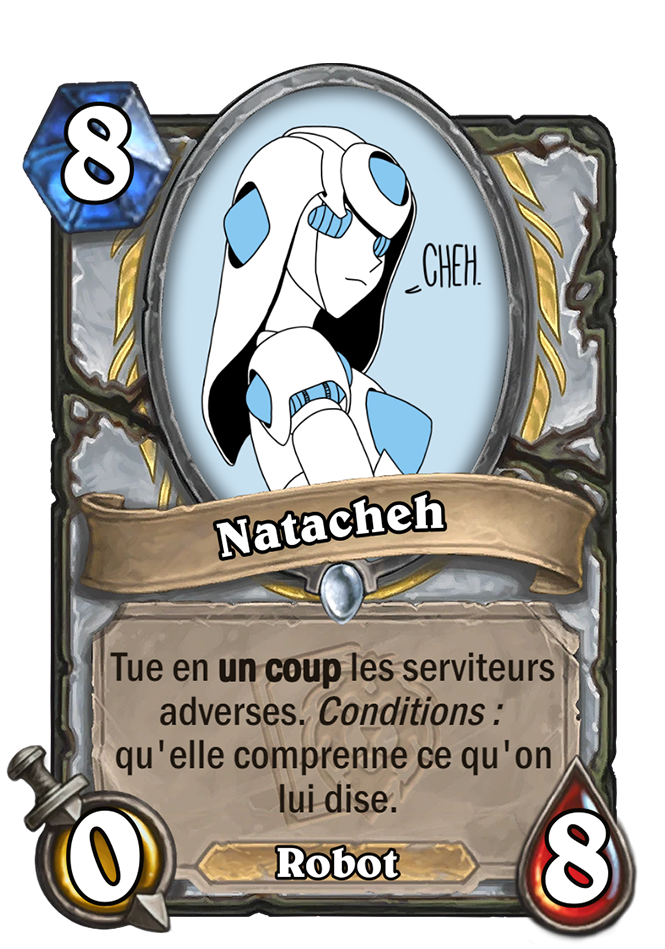 8
CHEH.
Natacheh
Tue en un coup les serviteurs
adverses. Conditions :
qu'elle comprenne ce qu'on
lui dise.
0
Robot
8